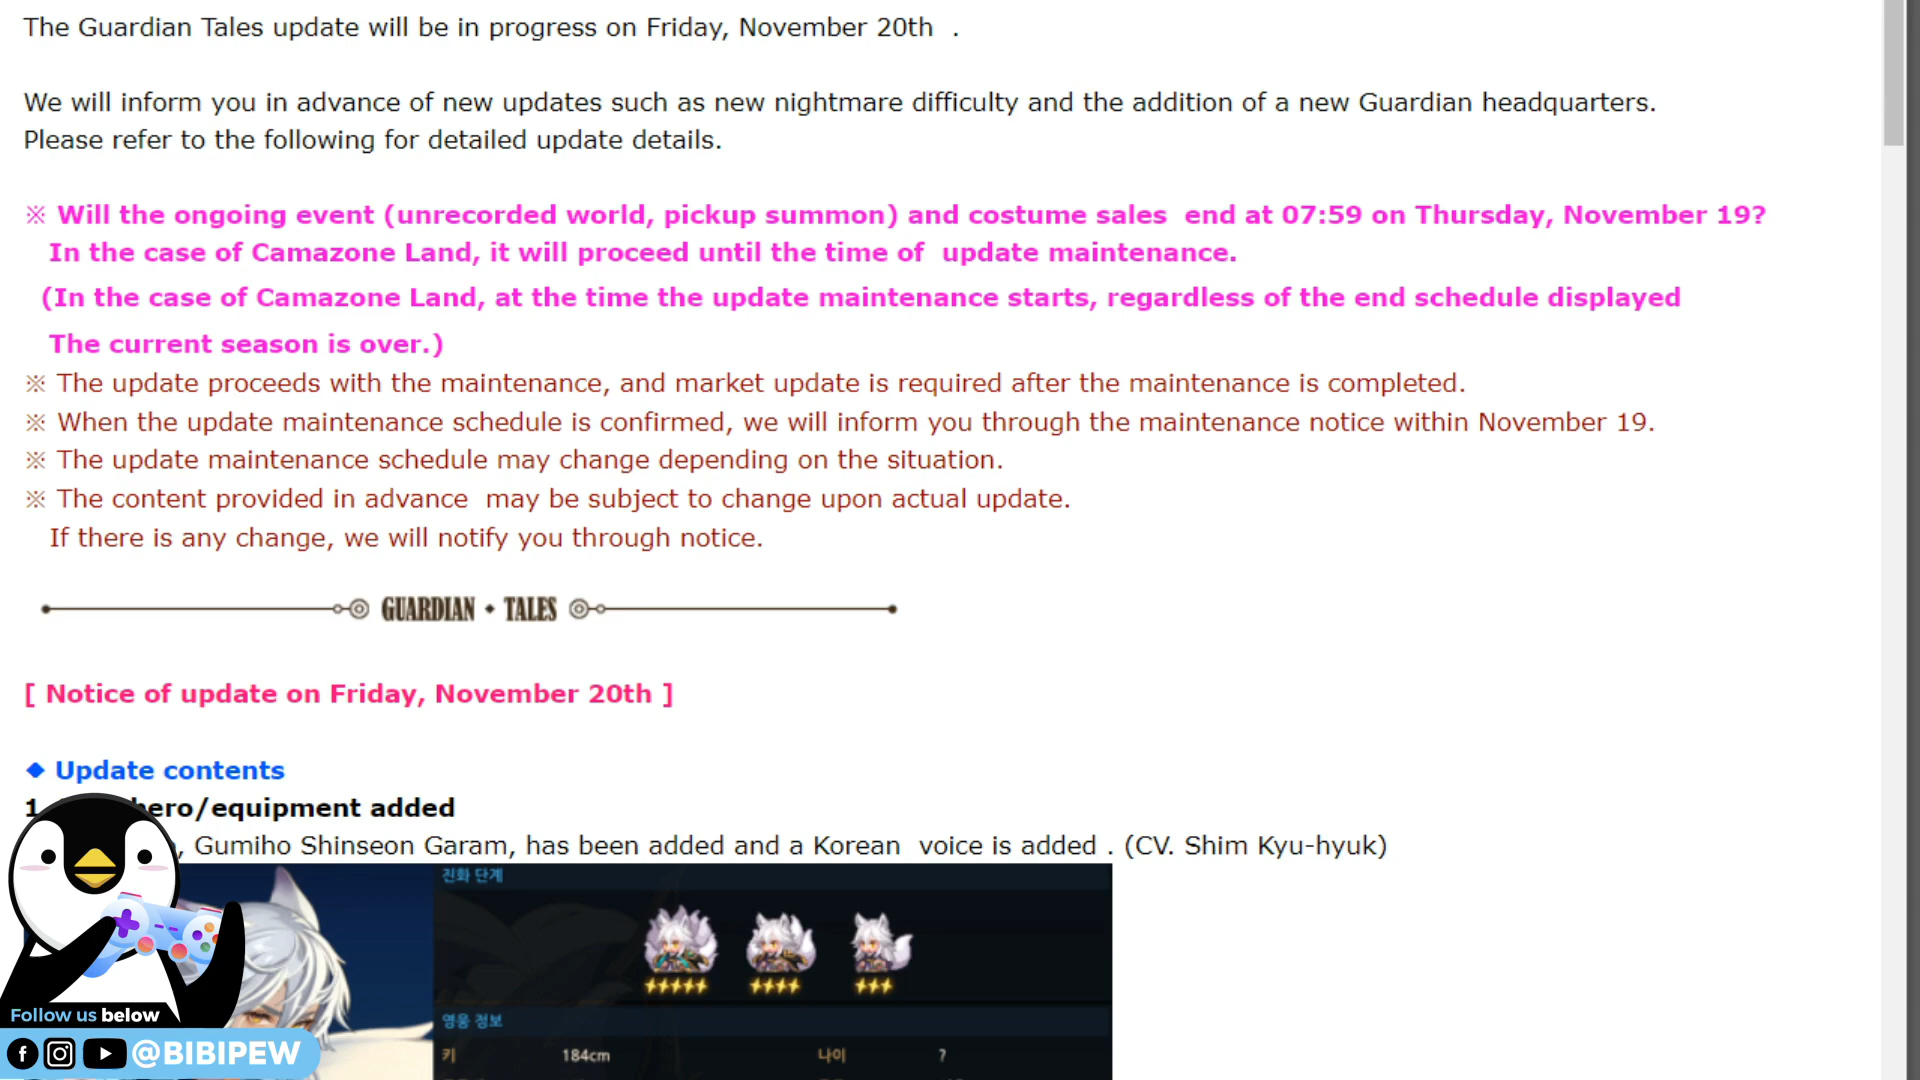 The Guardian Tales update will be in progress on Friday, November 20th .
We will inform you in advance of new updates such as new nightmare difficulty and the addition of a new Guardian headquarters.
Please refer to the following for detailed update details.
※ Will the ongoing event (unrecorded world, pickup summon) and costume sales end at 07:59 on Thursday, November 19?
In the case of Camazone Land, it will proceed until the time of update maintenance.
(In the case of Camazone Land, at the time the update maintenance starts, regardless of the end schedule displayed
The current season is over.)
※ The update proceeds with the maintenance, and market update is required after the maintenance is completed.
※ When the update maintenance schedule is confirmed, we will inform you through the maintenance notice within November 19.
※ The update maintenance schedule may change depending on the situation.
※ The content provided in advance may be subject to change upon actual update.
If there is any change, we will notify you through notice.
GUARDIAN ◆ TALES
[ Notice of update on Friday, November 20th ]
◆ Update contents
1 hero/equipment added
, Gumiho Shinseon Garam, has been added and a Korean voice is added . (CV. Shim Kyu-hyuk)
진화 단계
영웅 정보
키 184cm 나이 ?
Follow us below
@BIBIPEW